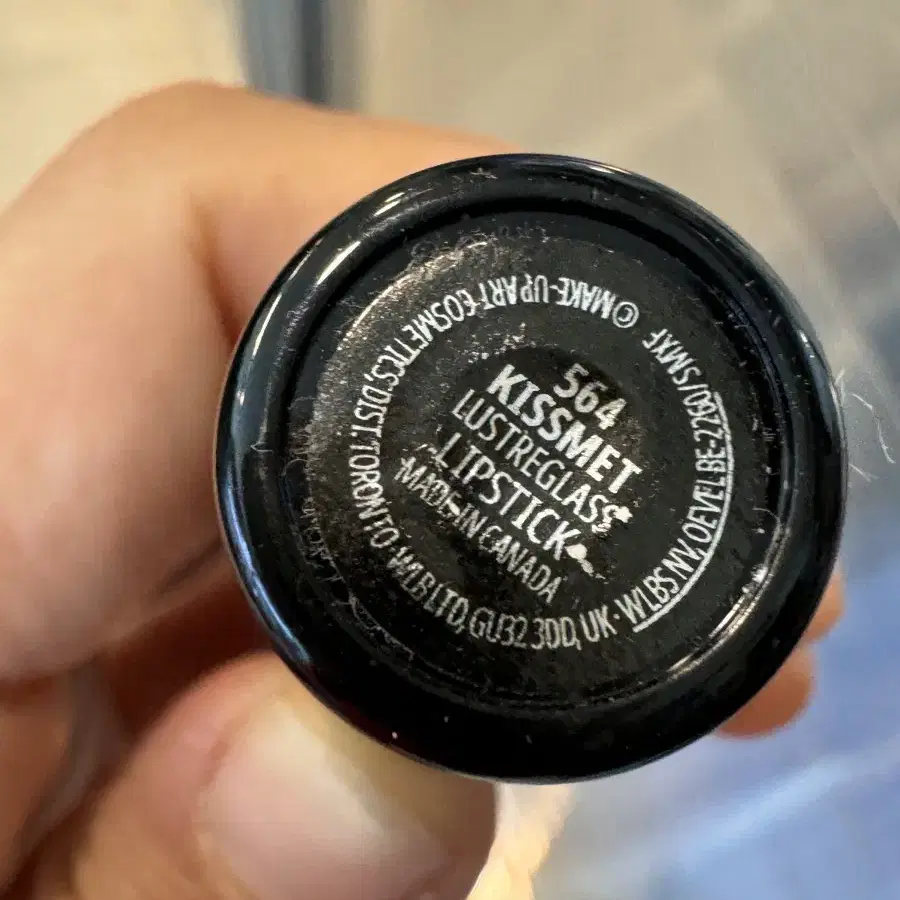 564
KISSMET
LUSTREGLASS
LIPSTICK
MADE IN CANADA
© MAKE-UP ART COSMETICS, DIST. TORONTO · WLB LTD, GU32 3DD, UK · WLBS NV, OEVEL BE-2260/SMXF